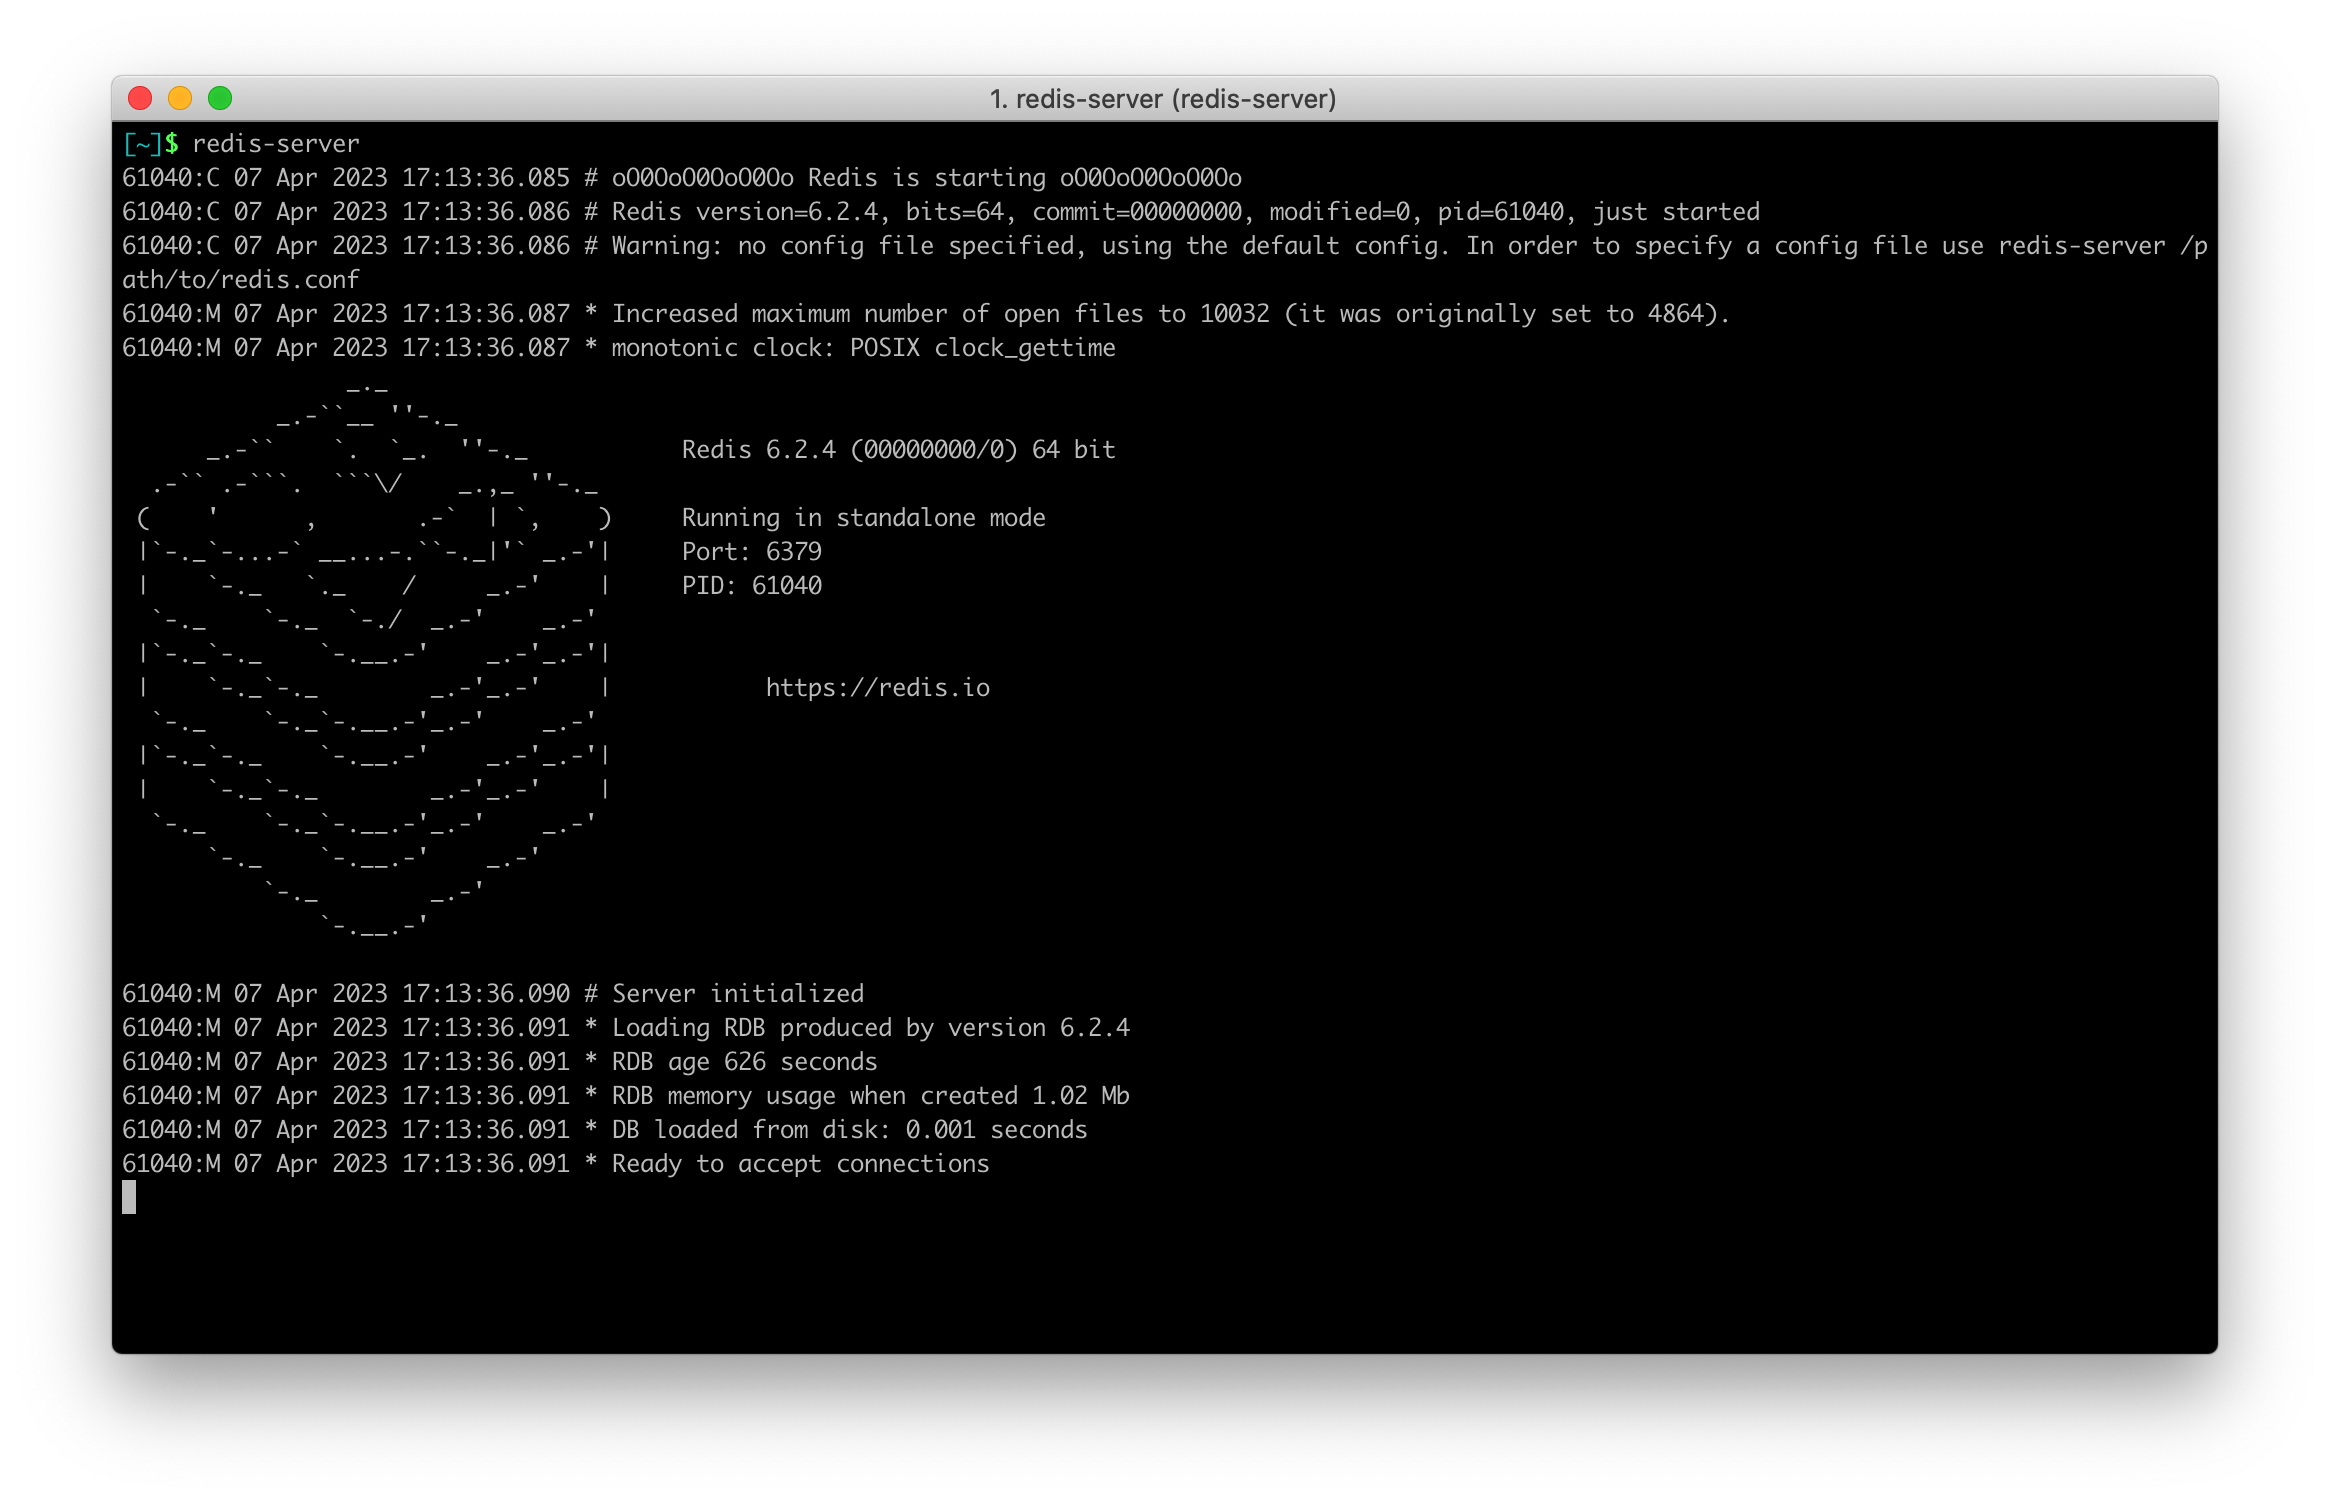 1. redis-server (redis-server)
[~]$ redis-server
61040:C 07 Apr 2023 17:13:36.085 # oO0OoO0OoO0Oo Redis is starting oO0OoO0OoO0Oo
61040:C 07 Apr 2023 17:13:36.086 # Redis version=6.2.4, bits=64, commit=00000000, modified=0, pid=61040, just started
61040:C 07 Apr 2023 17:13:36.086 # Warning: no config file specified, using the default config. In order to specify a config file use redis-server /p
ath/to/redis.conf
61040:M 07 Apr 2023 17:13:36.087 * Increased maximum number of open files to 10032 (it was originally set to 4864).
61040:M 07 Apr 2023 17:13:36.087 * monotonic clock: POSIX clock_gettime
Redis 6.2.4 (00000000/0) 64 bit
Running in standalone mode
Port: 6379
PID: 61040
https://redis.io
61040:M 07 Apr 2023 17:13:36.090 # Server initialized
61040:M 07 Apr 2023 17:13:36.091 * Loading RDB produced by version 6.2.4
61040:M 07 Apr 2023 17:13:36.091 * RDB age 626 seconds
61040:M 07 Apr 2023 17:13:36.091 * RDB memory usage when created 1.02 Mb
61040:M 07 Apr 2023 17:13:36.091 * DB loaded from disk: 0.001 seconds
61040:M 07 Apr 2023 17:13:36.091 * Ready to accept connections